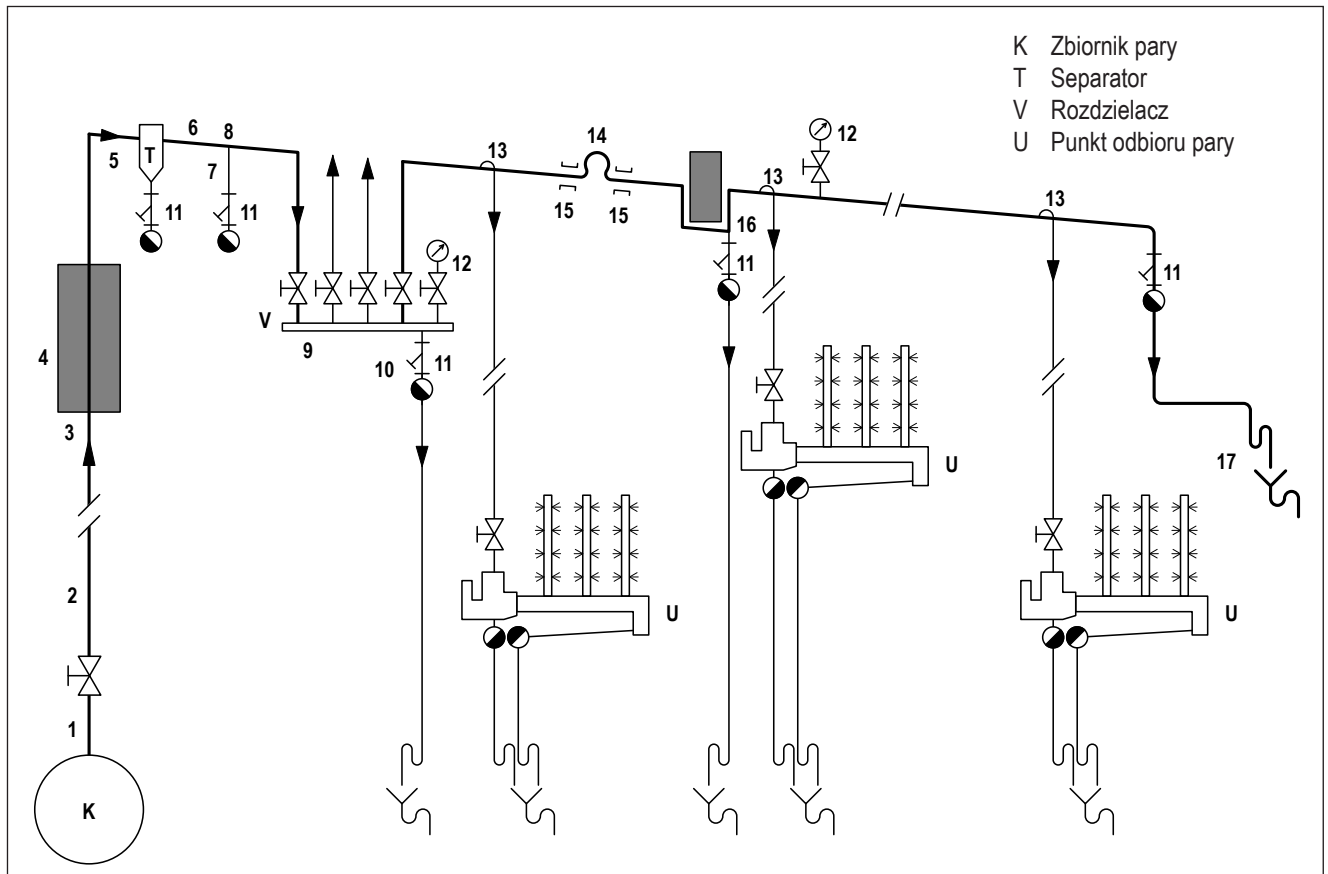 K Zbiornik pary
T Separator
V Rozdzielacz
U Punkt odbioru pary
12
14
6 8
13
5 T
7
13
15 15
13
11 11
16
12
11
11
V
9
10 11
4
3
U
17
2
U
U
1
K